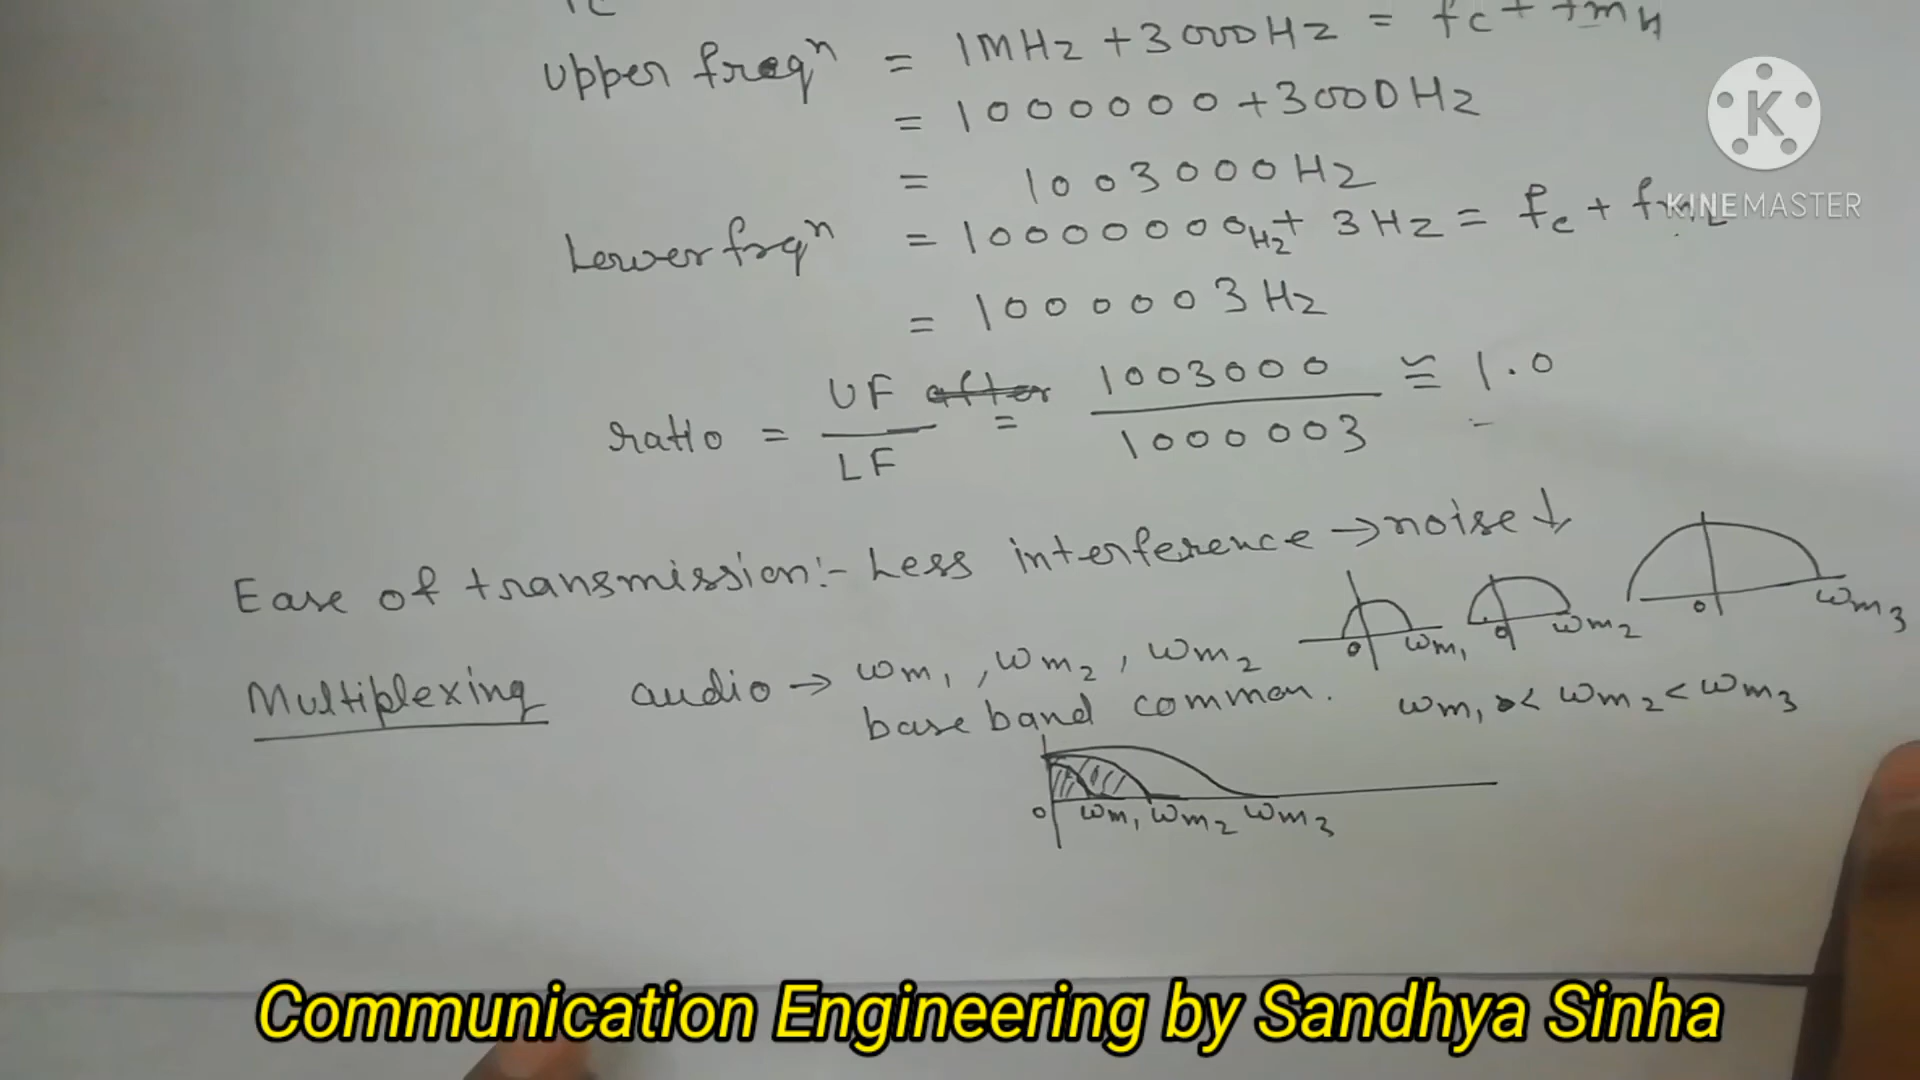 Upper freqn = 1MHz + 3000Hz = fc + fmH
= 1000000 + 3000Hz
= 1003000Hz
K
KINEMASTER
Lower frqn = 10000000Hz + 3Hz = fc + fmL
= 1000003Hz
ratio = UF / LF = 1003000 / 1000003 ≅ 1.0
Ease of transmission:- Less interference → noise ↓
0 ωm1 0 ωm2 0 ωm3
Multiplexing audio → ωm1, ωm2, ωm2
base band common. ωm1 < ωm2 < ωm3
0 ωm1 ωm2 ωm3
Communication Engineering by Sandhya Sinha